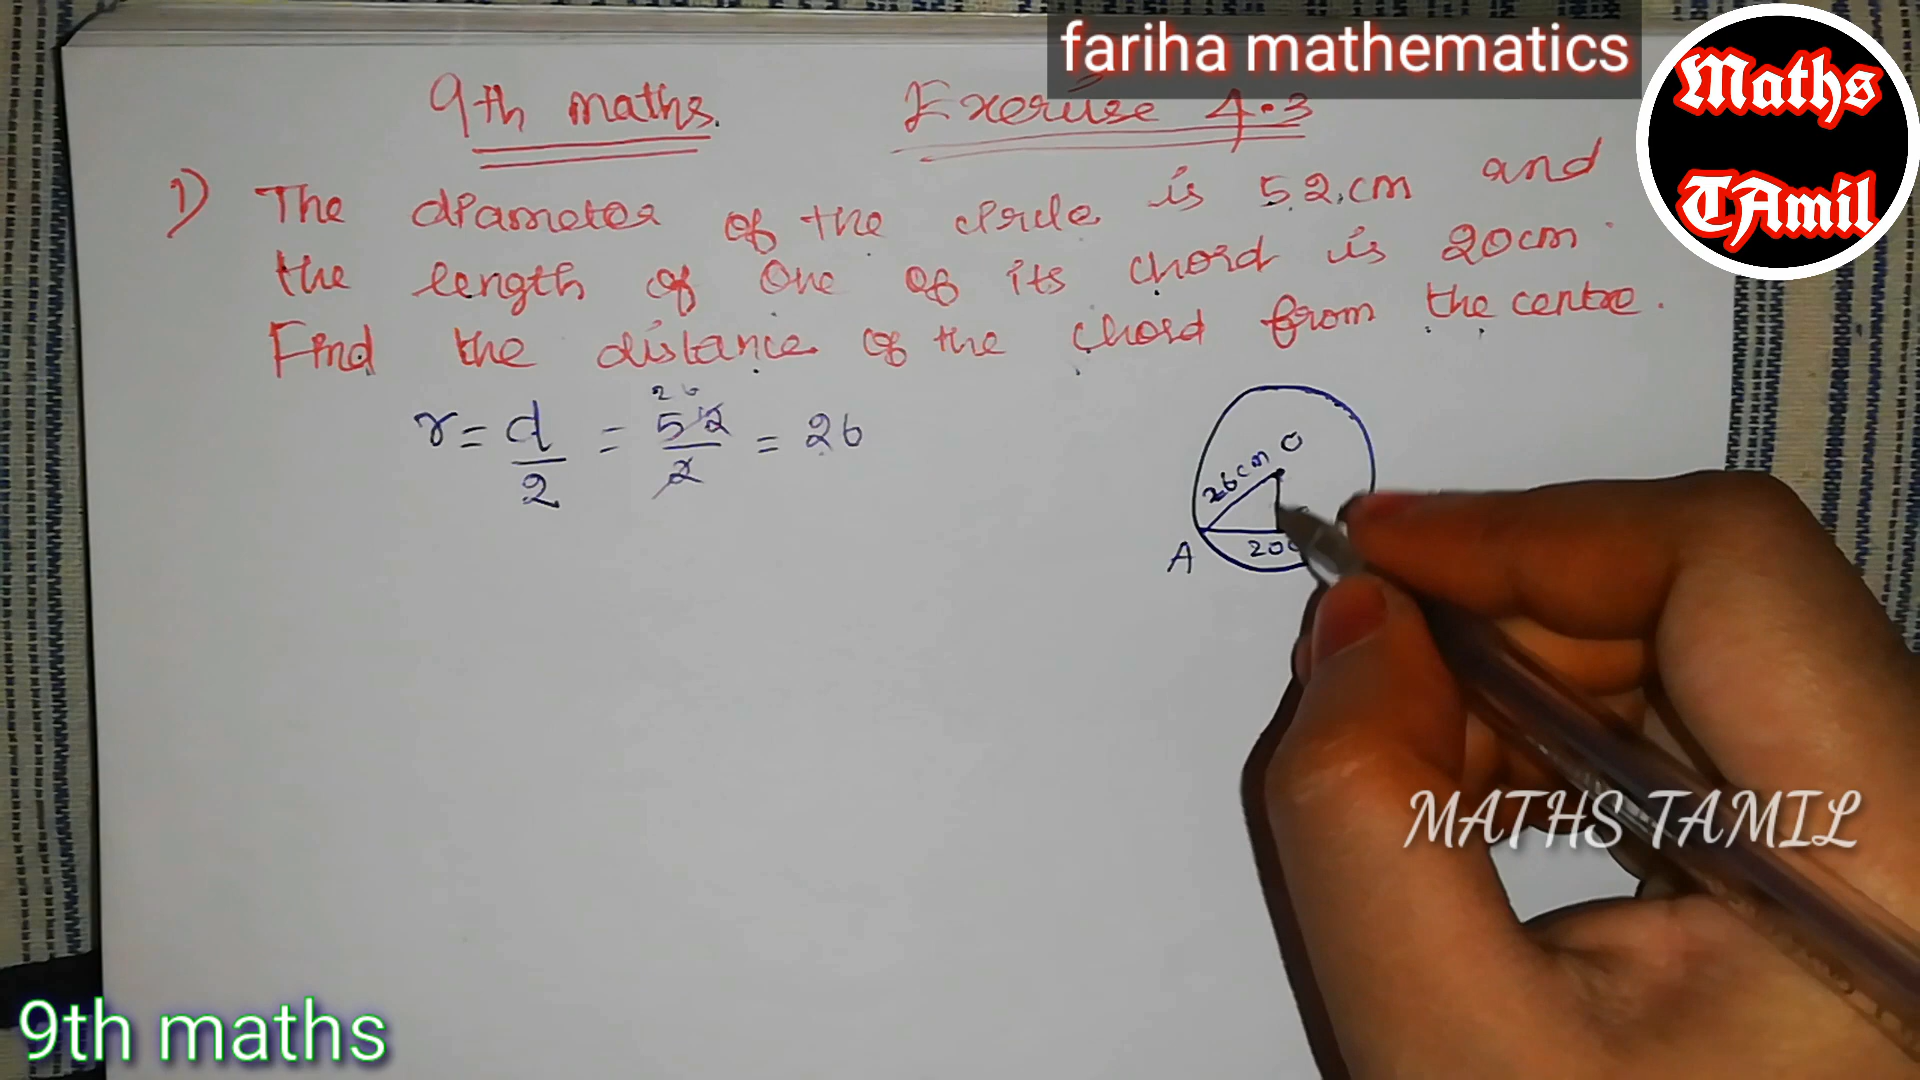 fariha mathematics
Maths
TAmil
9th maths. Exercise 4.3
1) The diameter of the circle is 52 cm and
the length of one of its chord is 20cm.
Find the distance of the chord from the centre.
r = d/2 = 52/2 = 26
26
O
26cm
A
20
MATHS TAMIL
9th maths